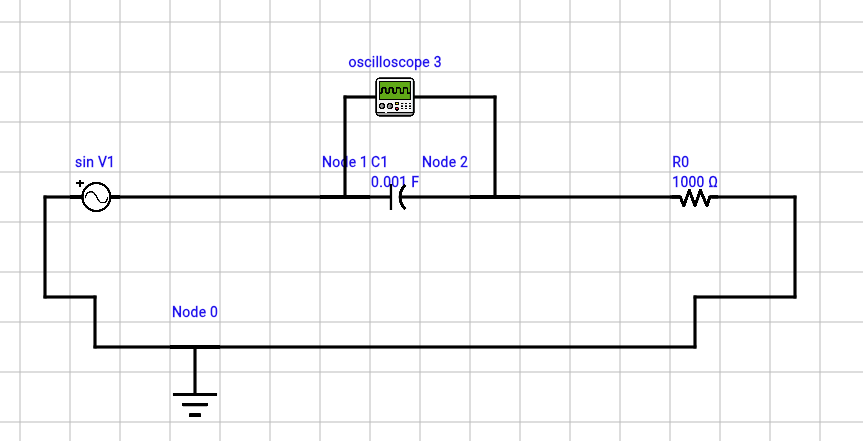 oscilloscope 3
sin V1
Node 1
C1
0.001 F
Node 2
R0
1000 Ω
+
Node 0